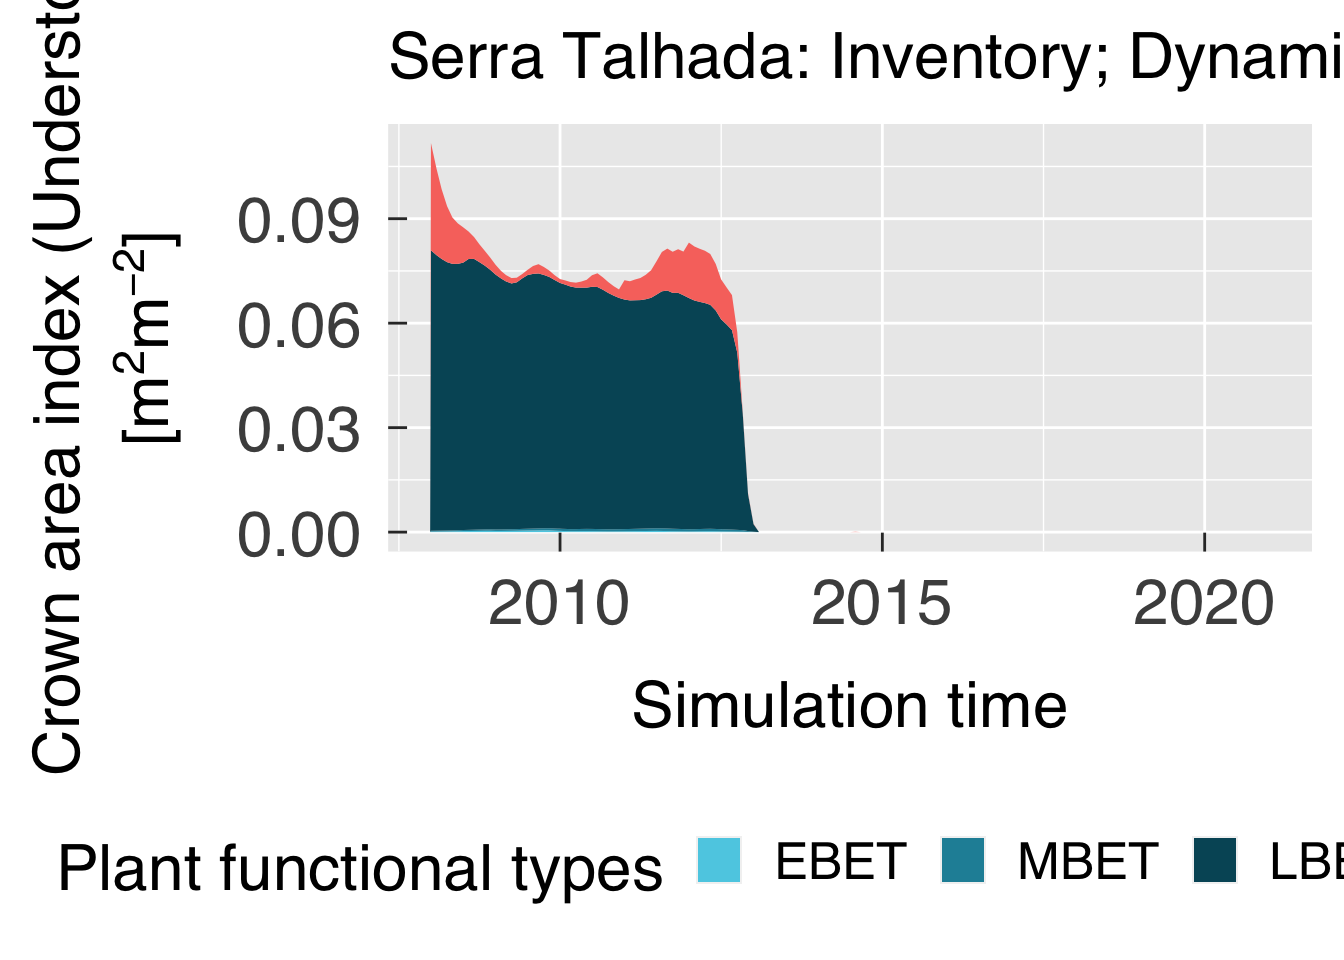 Serra Talhada: Inventory; Dynami
Crown area index (Understo
[m²m⁻²]
0.09
0.06
0.03
0.00
2010 2015 2020
Simulation time
Plant functional types EBET MBET LBE